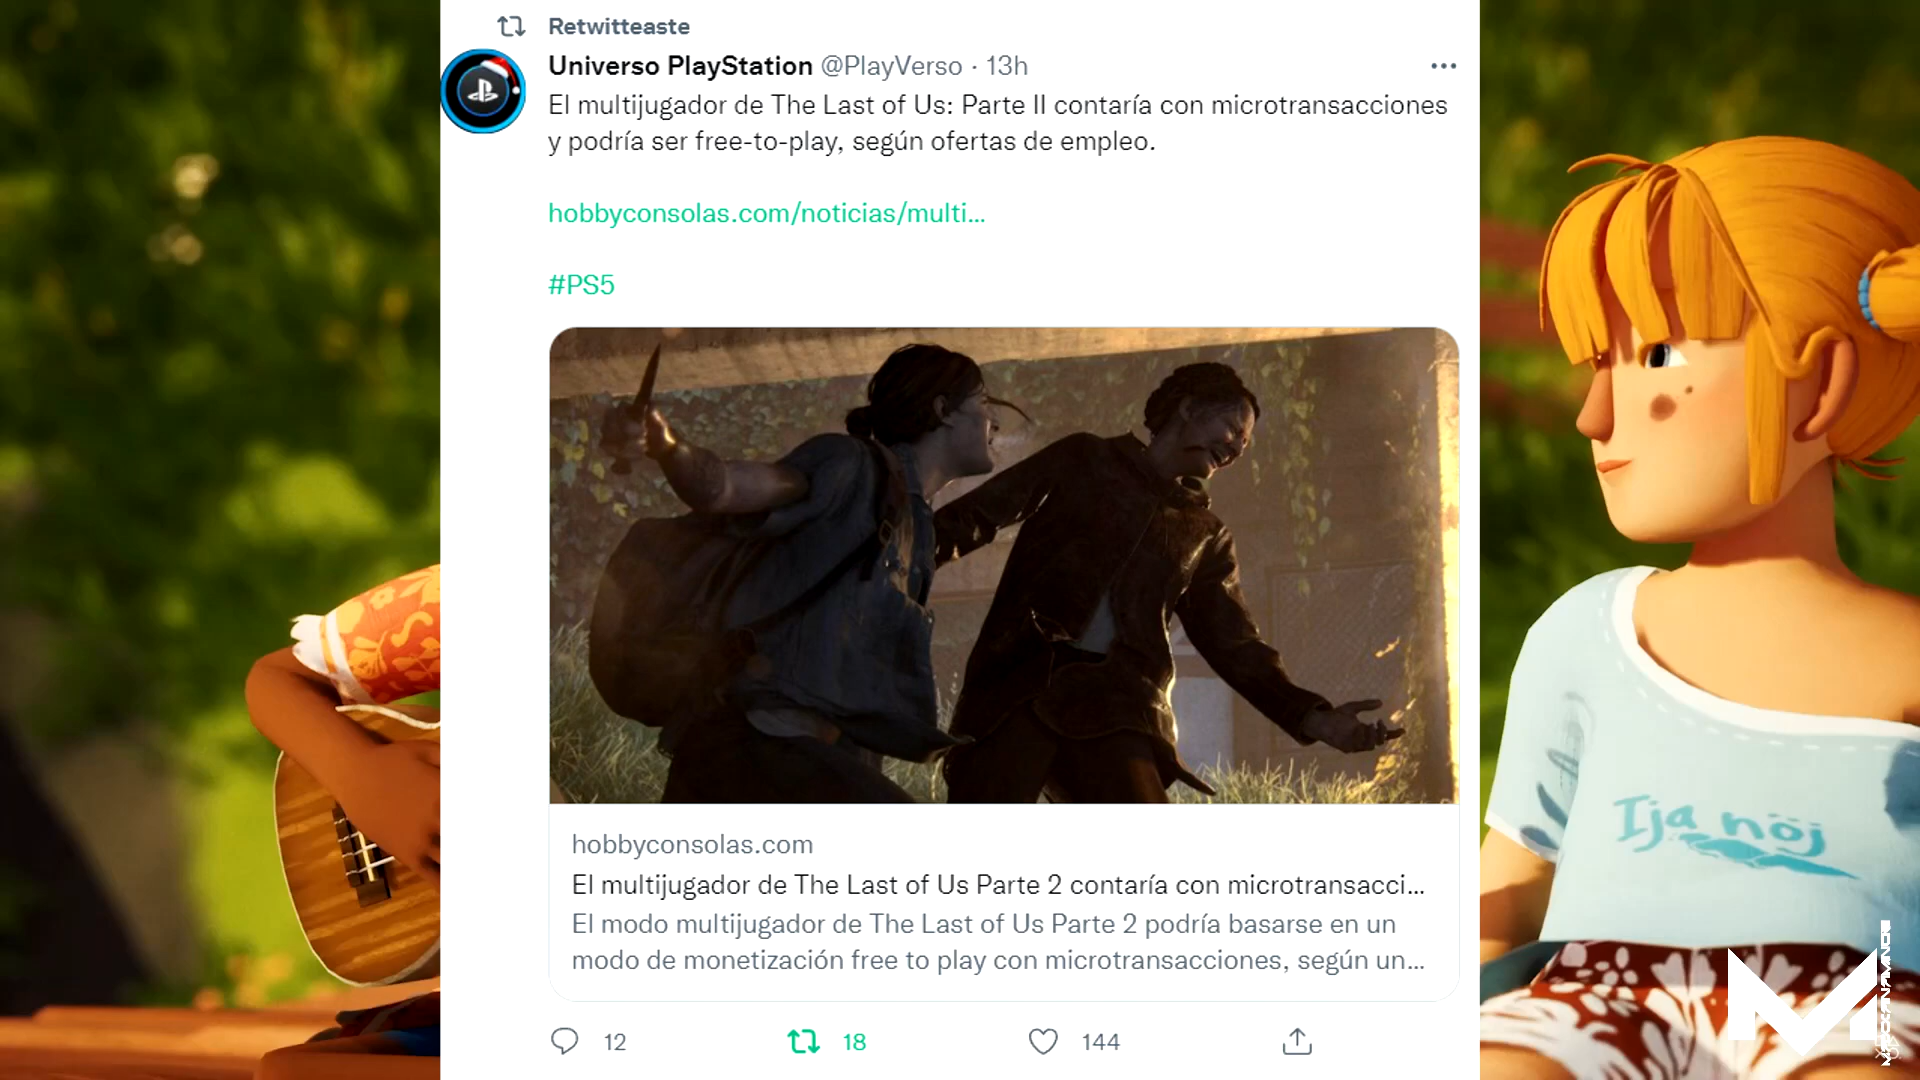 Retwitteaste
Universo PlayStation @PlayVerso · 13h
El multijugador de The Last of Us: Parte II contaría con microtransacciones
y podría ser free-to-play, según ofertas de empleo.
hobbyconsolas.com/noticias/multi...
#PS5
hobbyconsolas.com
El multijugador de The Last of Us Parte 2 contaría con microtransacci...
El modo multijugador de The Last of Us Parte 2 podría basarse en un
modo de monetización free to play con microtransacciones, según un...
12 18 144
Ija noj